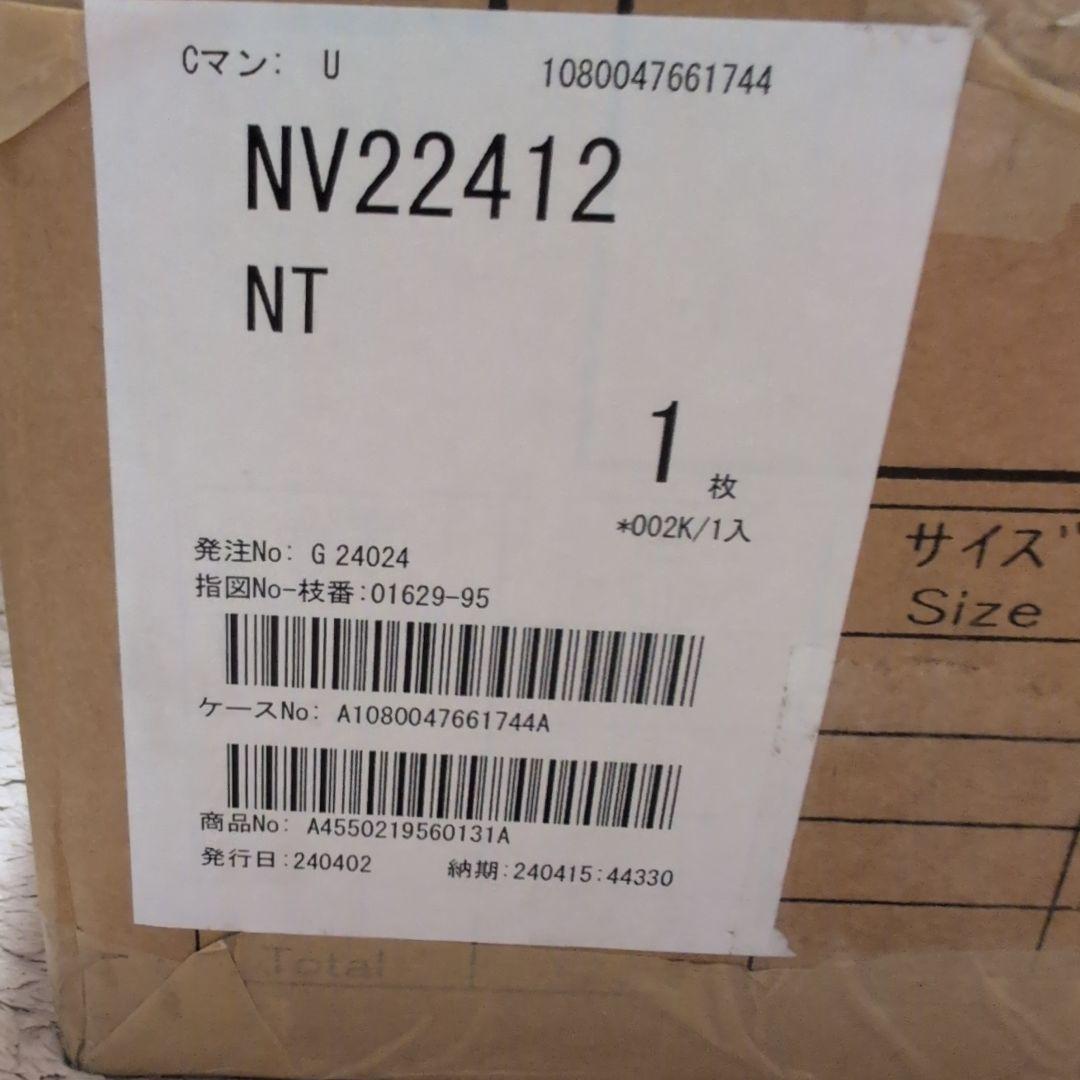 Cマン: U 1080047661744
NV22412
NT
1 枚
*002K/1入
発注No: G 24024
指図No-枝番:01629-95
ケースNo: A1080047661744A
商品No: A4550219560131A
発行日:240402 納期:240415:44330
サイズ
Size
Total